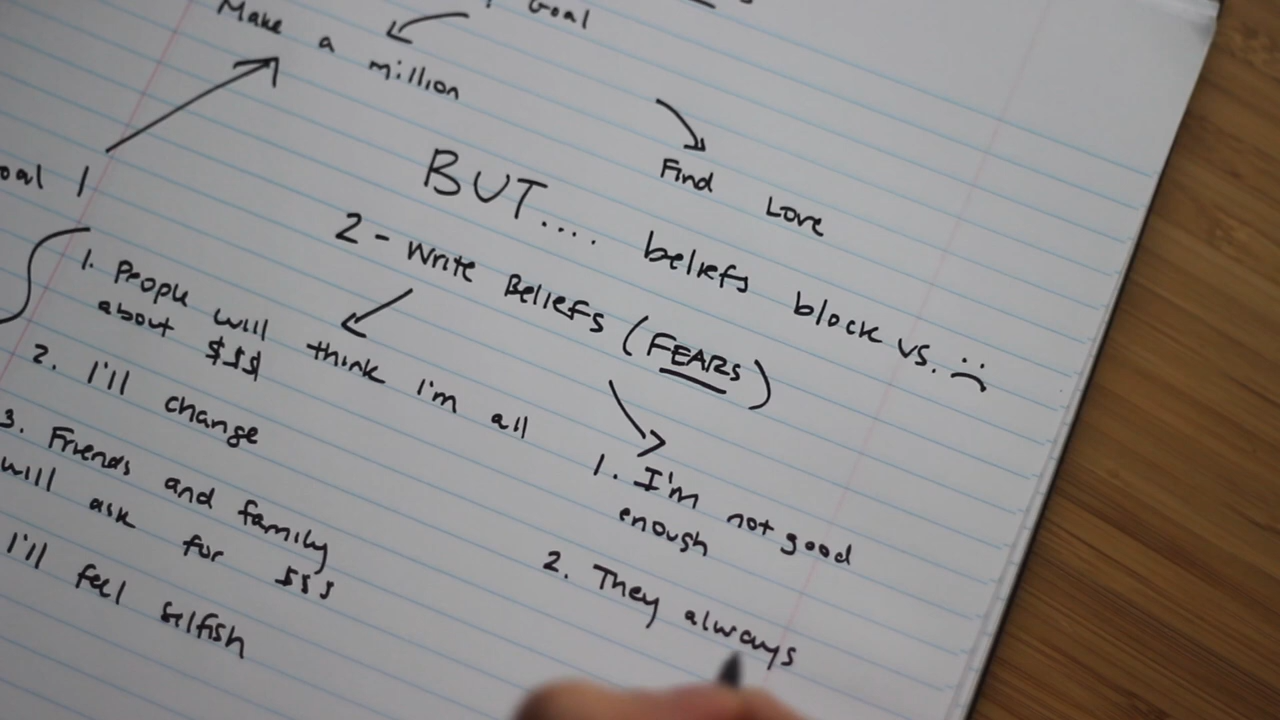 Goal
Make a million
Find Love
oal 1
BUT.... beliefs block vs. :(
2 - Write Beliefs (FEARS)
1. People will think I'm all
about $$$
2. I'll change
3. Friends and family
will ask for $$$
I'll feel selfish
1. I'm not good
enough
2. They always